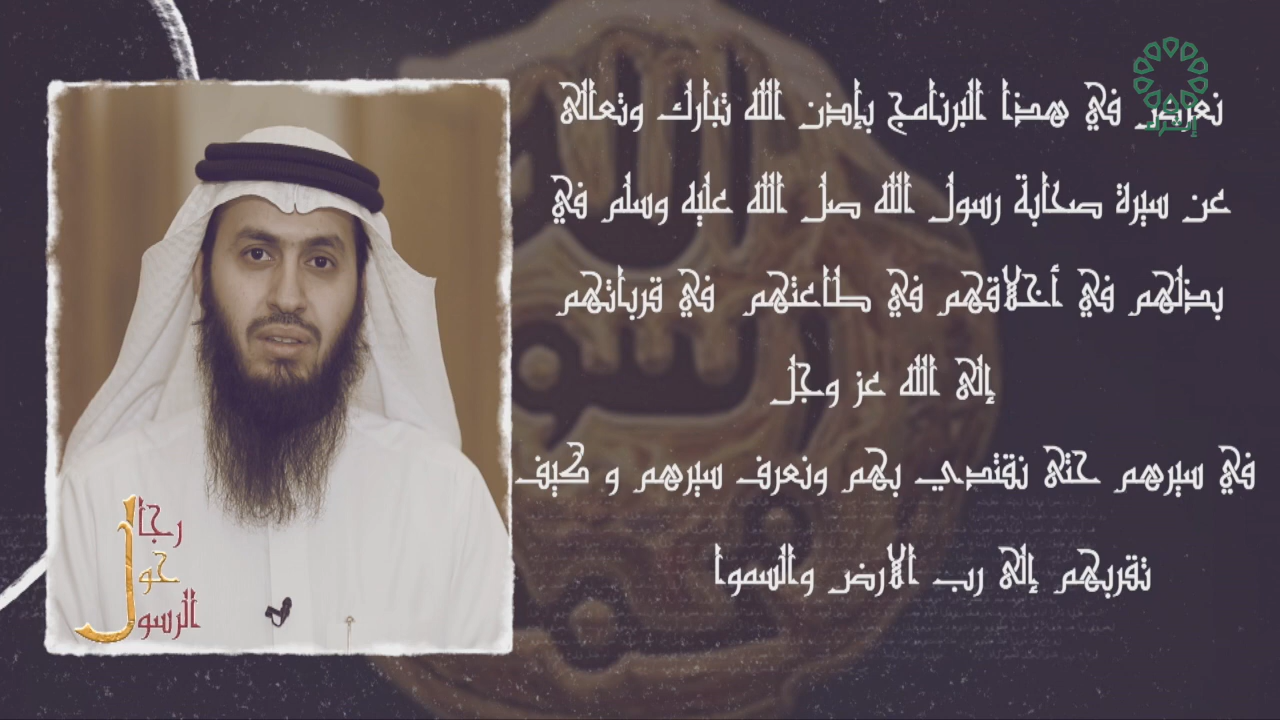 نعرض في هذا البرنامج بإذن الله تبارك وتعالى
عن سيرة صحابة رسول الله صل الله عليه وسلم في
بذلهم في أخلاقهم في طاعتهم في قرباتهم
إلى الله عز وجل
في سيرهم حتى نقتدي بهم ونعرف سيرهم و كيف
تقربهم إلى رب الارض والسموا
رجال
حول
الرسول